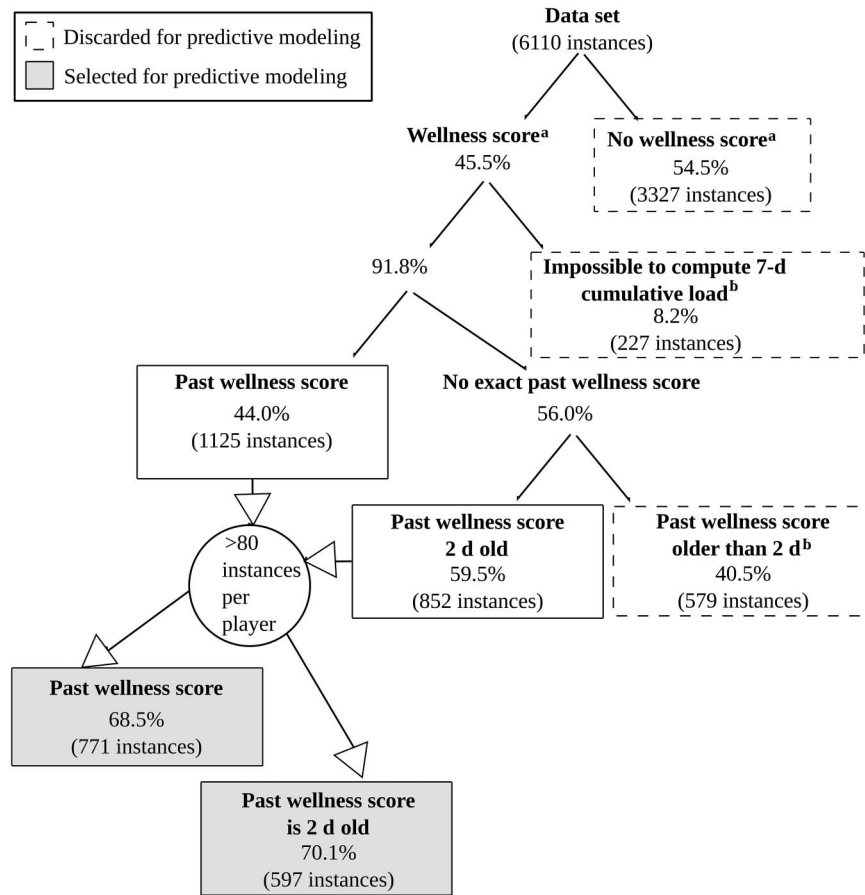 Discarded for predictive modeling
Selected for predictive modeling
Data set
(6110 instances)
Wellness scoreᵃ
45.5%
No wellness scoreᵃ
54.5%
(3327 instances)
91.8%
Impossible to compute 7-d
cumulative loadᵇ
8.2%
(227 instances)
Past wellness score
44.0%
(1125 instances)
No exact past wellness score
56.0%
>80
instances
per
player
Past wellness score
2 d old
59.5%
(852 instances)
Past wellness score
older than 2 dᵇ
40.5%
(579 instances)
Past wellness score
68.5%
(771 instances)
Past wellness score
is 2 d old
70.1%
(597 instances)